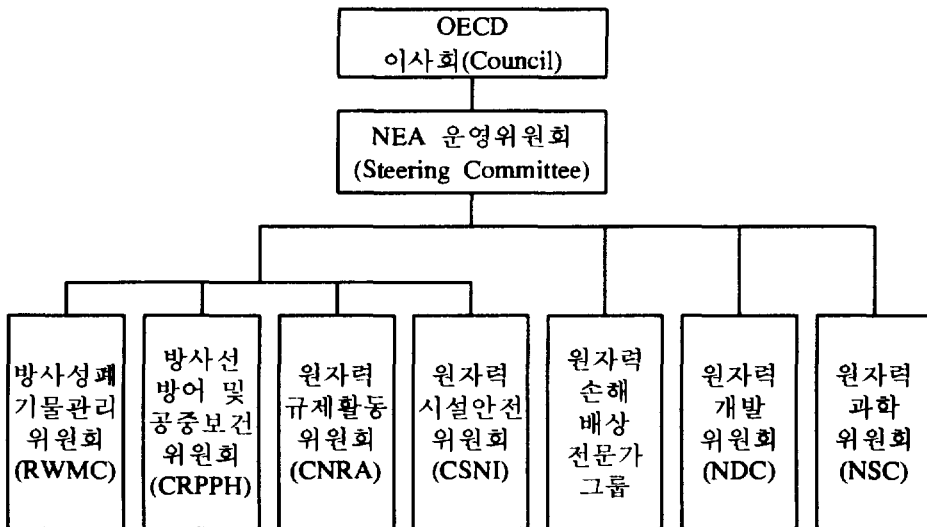 OECD
이사회(Council)
NEA 운영위원회
(Steering Committee)
방사성폐
기물관리
위원회
(RWMC)
방사선
방어 및
공중보건
위원회
(CRPPH)
원자력
규제활동
위원회
(CNRA)
원자력
시설안전
위원회
(CSNI)
원자력
손해
배상
전문가
그룹
원자력
개발
위원회
(NDC)
원자력
과학
위원회
(NSC)